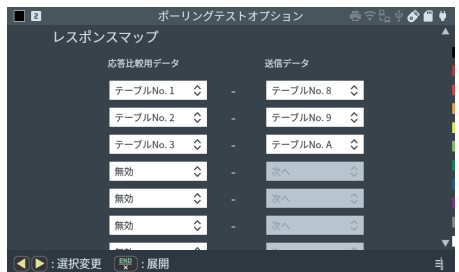 2 ポーリングテストオプション
レスポンスマップ
応答比較用データ 送信データ
テーブルNo. 1 - テーブルNo. 8
テーブルNo. 2 - テーブルNo. 9
テーブルNo. 3 - テーブルNo. A
無効 - 次へ
無効 - 次へ
無効 - 次へ
:選択変更 END :展開